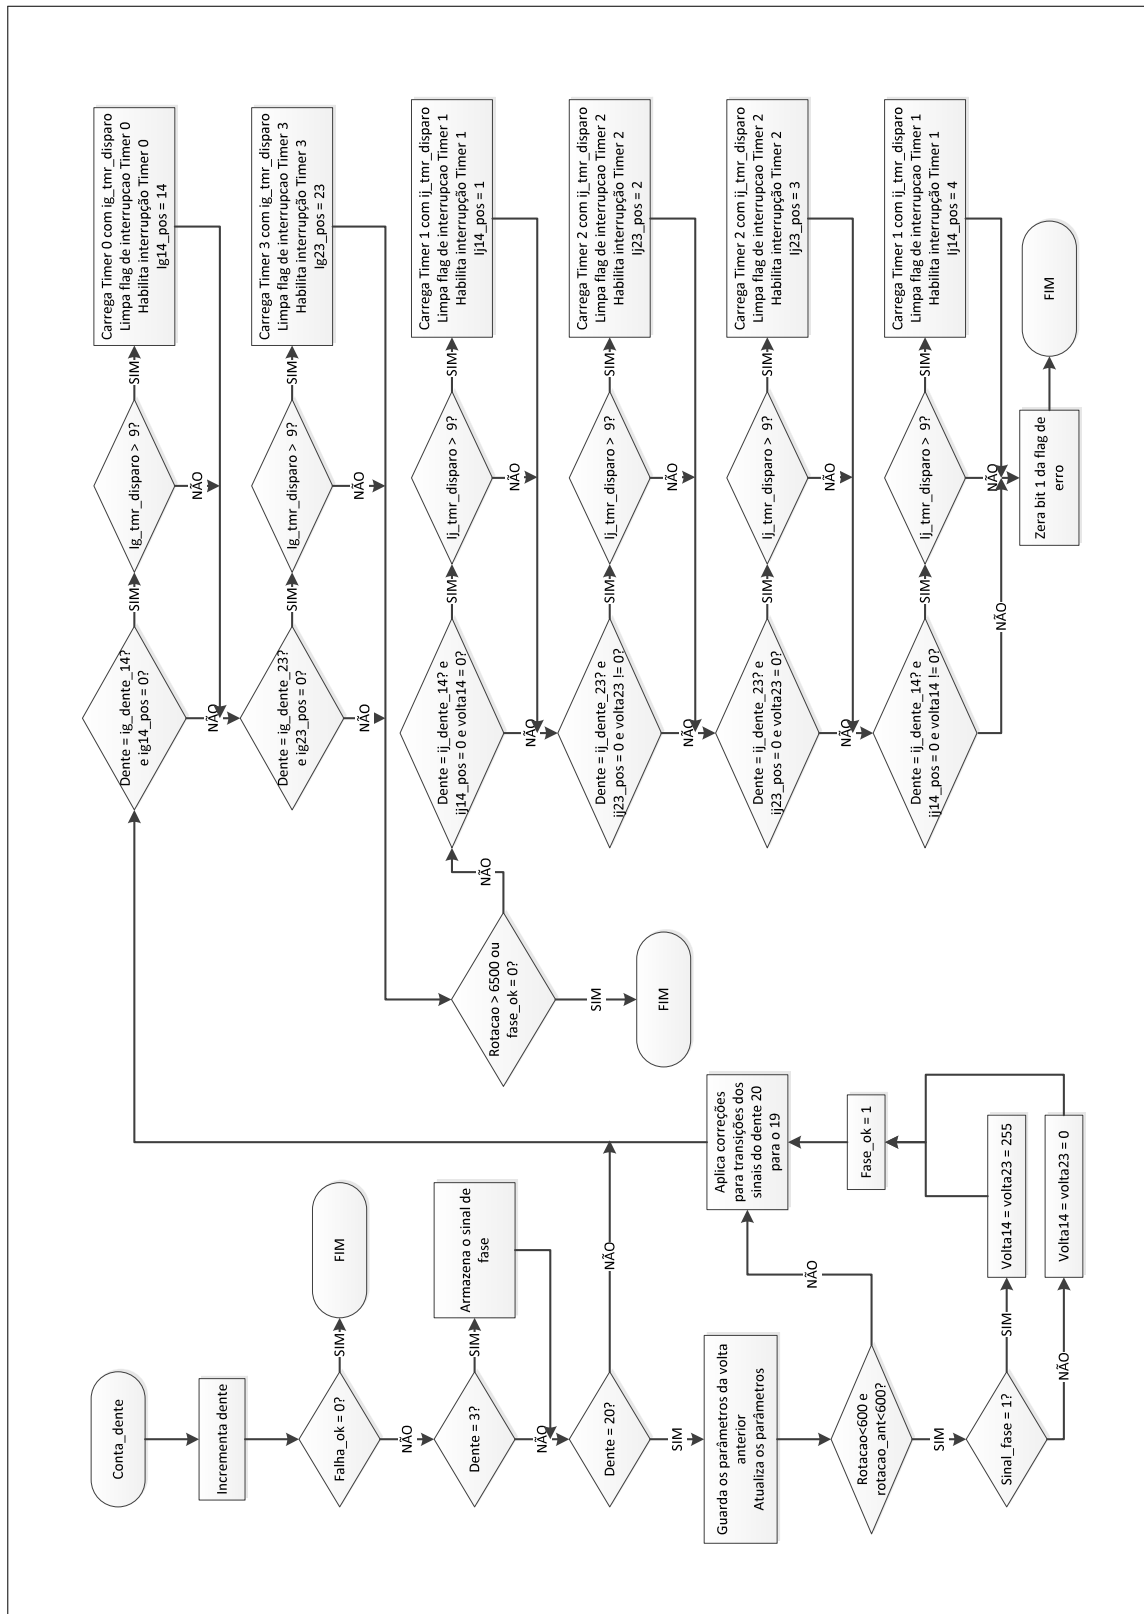 Conta_dente
Incrementa dente
Falha_ok = 0?
SIM
FIM
NÃO
Dente = 3?
SIM
Armazena o sinal de
fase
NÃO
Dente = 20?
NÃO
SIM
Guarda os parâmetros da volta
anterior
Atualiza os parâmetros
Rotacao<600 e
rotacao_ant<600?
NÃO
SIM
Sinal_fase = 1?
SIM
Volta14 = volta23 = 255
NÃO
Volta14 = volta23 = 0
Fase_ok = 1
Aplica correções
para transições dos
sinais do dente 20
para o 19
Dente = ig_dente_14?
e ig14_pos = 0?
SIM
Ig_tmr_disparo > 9?
SIM
Carrega Timer 0 com ig_tmr_disparo
Limpa flag de interrupcao Timer 0
Habilita interrupção Timer 0
Ig14_pos = 14
NÃO
NÃO
Dente = ig_dente_23?
e ig23_pos = 0?
SIM
Ig_tmr_disparo > 9?
SIM
Carrega Timer 3 com ig_tmr_disparo
Limpa flag de interrupcao Timer 3
Habilita interrupção Timer 3
Ig23_pos = 23
NÃO
NÃO
Rotacao > 6500 ou
fase_ok = 0?
SIM
FIM
NÃO
Dente = ij_dente_14? e
ij14_pos = 0 e volta14 = 0?
SIM
Ij_tmr_disparo > 9?
SIM
Carrega Timer 1 com ij_tmr_disparo
Limpa flag de interrupcao Timer 1
Habilita interrupção Timer 1
Ij14_pos = 1
NÃO
NÃO
Dente = ij_dente_23? e
ij23_pos = 0 e volta23 != 0?
SIM
Ij_tmr_disparo > 9?
SIM
Carrega Timer 2 com ij_tmr_disparo
Limpa flag de interrupcao Timer 2
Habilita interrupção Timer 2
Ij23_pos = 2
NÃO
NÃO
Dente = ij_dente_23? e
ij23_pos = 0 e volta23 = 0?
SIM
Ij_tmr_disparo > 9?
SIM
Carrega Timer 2 com ij_tmr_disparo
Limpa flag de interrupcao Timer 2
Habilita interrupção Timer 2
Ij23_pos = 3
NÃO
NÃO
Dente = ij_dente_14? e
ij14_pos = 0 e volta14 != 0?
SIM
Ij_tmr_disparo > 9?
SIM
Carrega Timer 1 com ij_tmr_disparo
Limpa flag de interrupcao Timer 1
Habilita interrupção Timer 1
Ij14_pos = 4
NÃO
NÃO
Zera bit 1 da flag de
erro
FIM